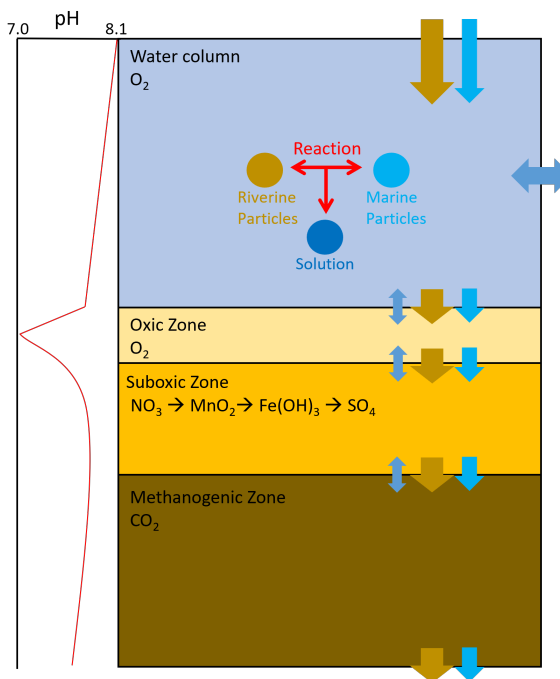 pH
7.0
8.1
Water column
O₂
Reaction
Riverine
Particles
Marine
Particles
Solution
Oxic Zone
O₂
Suboxic Zone
NO₃ → MnO₂→ Fe(OH)₃ → SO₄
Methanogenic Zone
CO₂